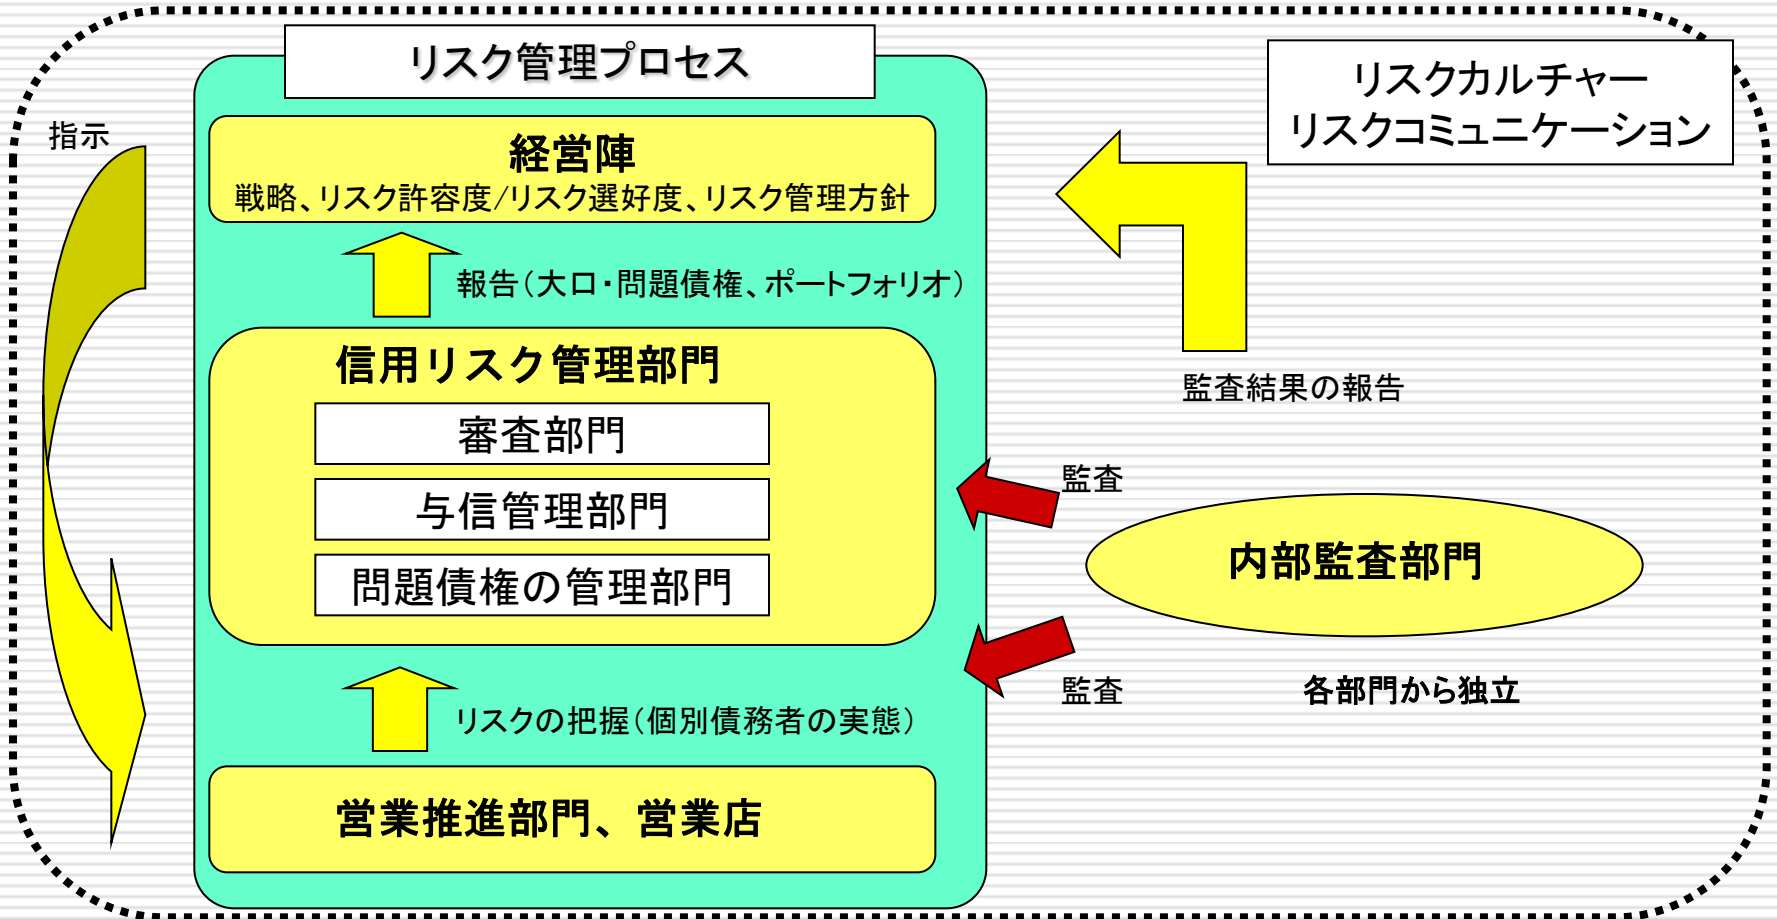 リスク管理プロセス
リスクカルチャー
リスクコミュニケーション
指示
経営陣
戦略、リスク許容度/リスク選好度、リスク管理方針
報告(大口・問題債権、ポートフォリオ)
信用リスク管理部門
審査部門
与信管理部門
問題債権の管理部門
監査結果の報告
監査
内部監査部門
監査
各部門から独立
リスクの把握(個別債務者の実態)
営業推進部門、営業店